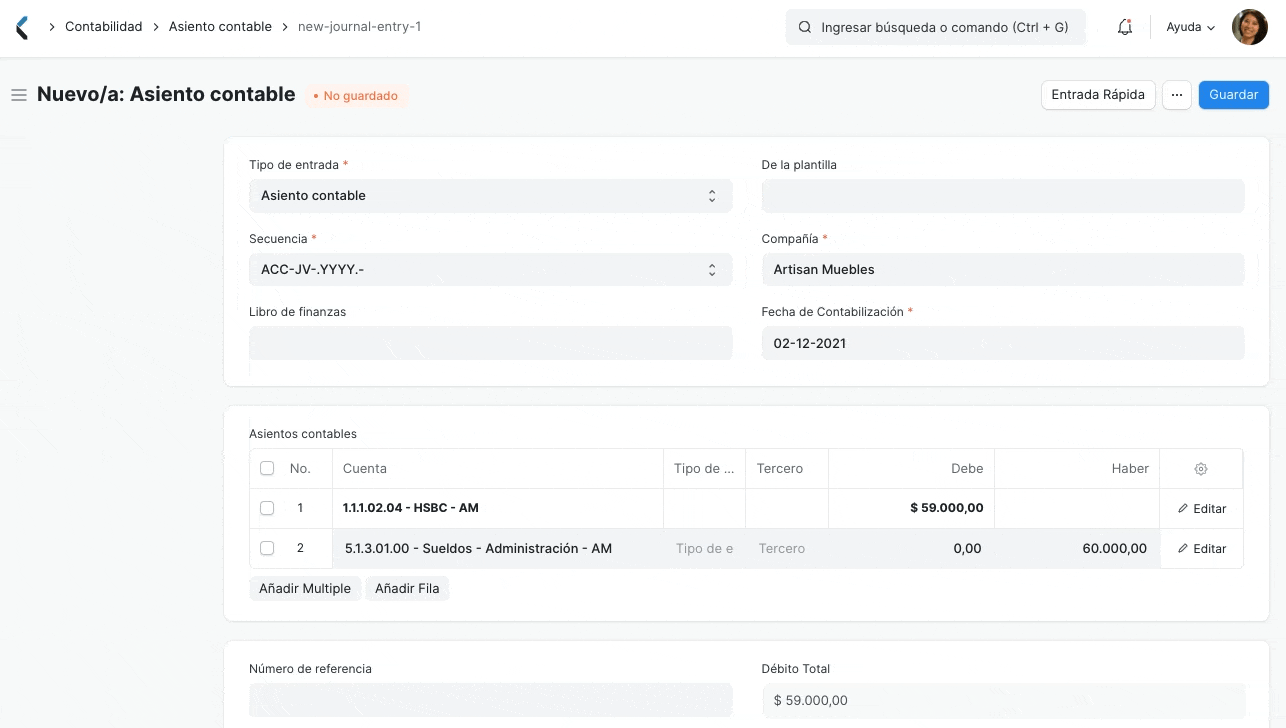 Contabilidad Asiento contable new-journal-entry-1 Ingresar búsqueda o comando (Ctrl + G) Ayuda
Nuevo/a: Asiento contable • No guardado Entrada Rápida ... Guardar
Tipo de entrada * De la plantilla
Asiento contable
Secuencia * Compañía *
ACC-JV-.YYYY.- Artisan Muebles
Libro de finanzas Fecha de Contabilización *
02-12-2021
Asientos contables
No. Cuenta Tipo de ... Tercero Debe Haber
1 1.1.1.02.04 - HSBC - AM $ 59.000,00 Editar
2 5.1.3.01.00 - Sueldos - Administración - AM Tipo de e Tercero 0,00 60.000,00 Editar
Añadir Multiple Añadir Fila
Número de referencia Débito Total
$ 59.000,00